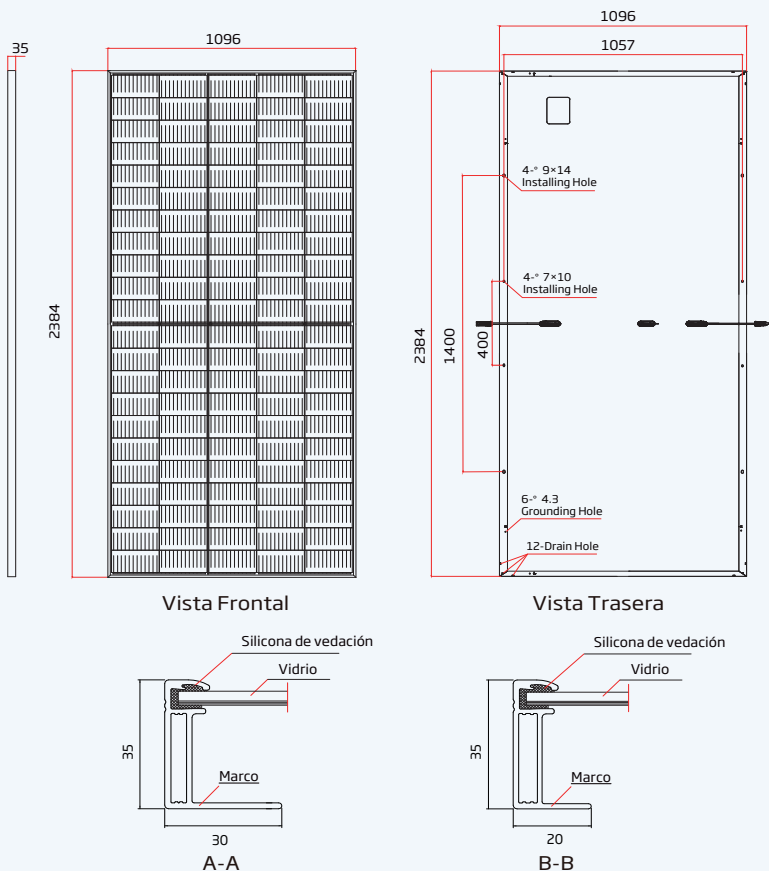 35
1096
2384
Vista Frontal
1096
1057
4-° 9×14
Installing Hole
4-° 7×10
Installing Hole
2384
1400
400
6-° 4.3
Grounding Hole
12-Drain Hole
Vista Trasera
Silicona de vedación
Vidrio
35
Marco
30
A-A
Silicona de vedación
Vidrio
35
Marco
20
B-B